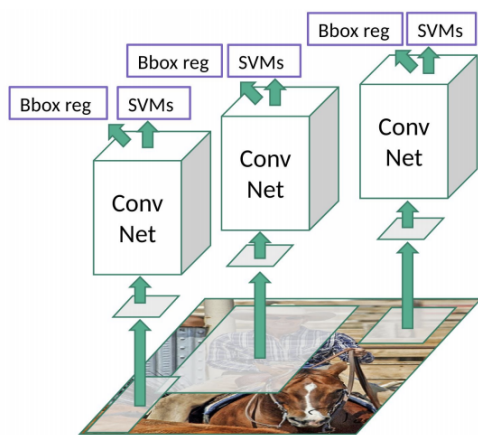 Bbox reg SVMs
Bbox reg SVMs
Bbox reg SVMs
Conv
Net
Conv
Net
Conv
Net